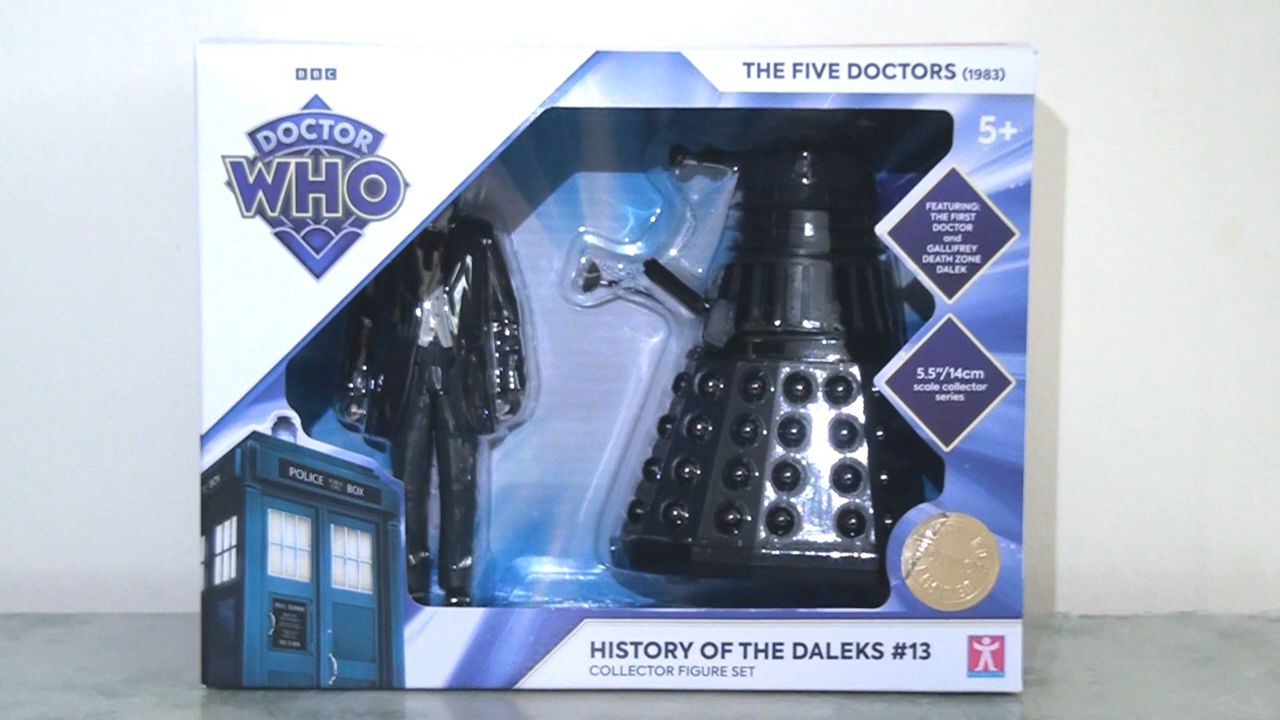 BBC
DOCTOR
WHO
THE FIVE DOCTORS (1983)
5+
FEATURING:
THE FIRST
DOCTOR
and
GALLIFREY
DEATH ZONE
DALEK
5.5"/14cm
scale collector
series
POLICE BOX
HISTORY OF THE DALEKS #13
COLLECTOR FIGURE SET